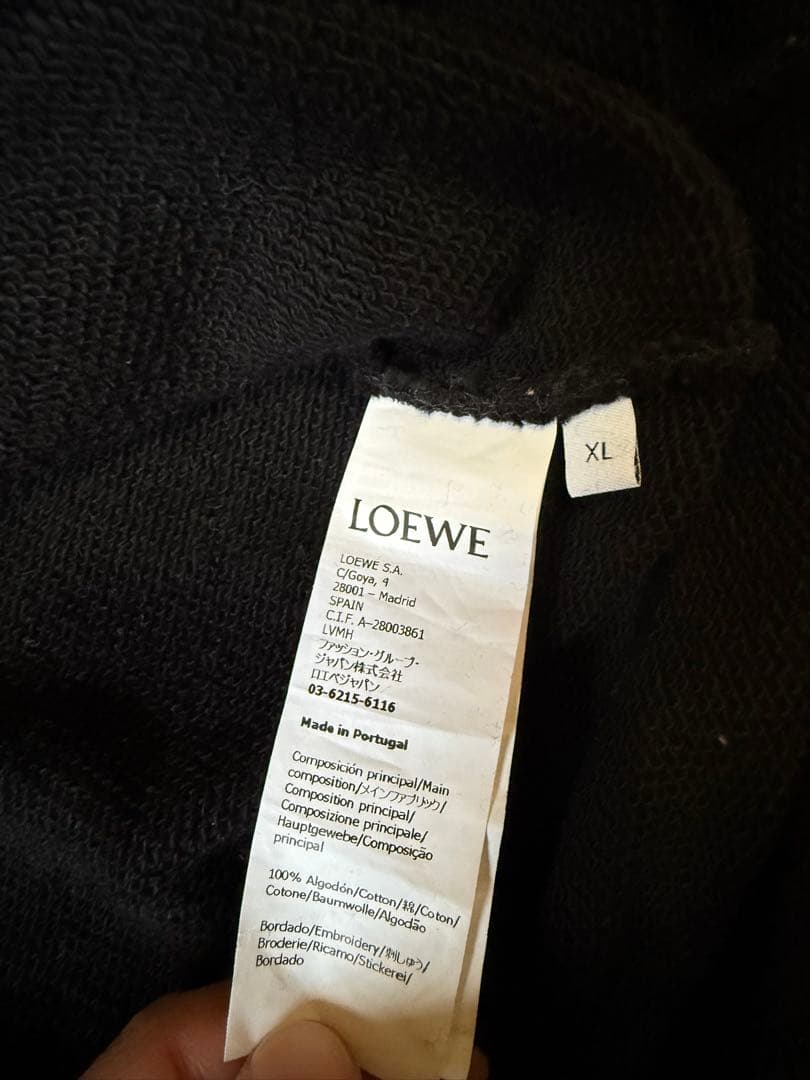 XL
LOEWE
LOEWE S.A.
C/Goya, 4
28001 – Madrid
SPAIN
C.I.F. A-28003861
LVMH
ファッション・グループ・
ジャパン株式会社
ロエベジャパン
03-6215-6116
Made in Portugal
Composición principal/Main
composition/メインファブリック/
Composition principal/
Composizione principale/
Hauptgewebe/Composição
principal
100% Algodón/Cotton/綿/Coton/
Cotone/Baumwolle/Algodão
Bordado/Embroidery/刺しゅう/
Broderie/Ricamo/Stickerei/
Bordado